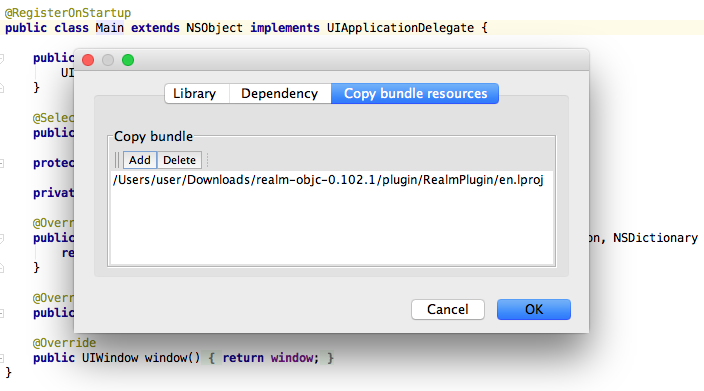 @RegisterOnStartup
public class Main extends NSObject implements UIApplicationDelegate {
public
UI
}
Library Dependency Copy bundle resources
@Selec
public
Copy bundle
Add Delete
protec
/Users/user/Downloads/realm-objc-0.102.1/plugin/RealmPlugin/en.lproj
privat
@Overr
public on, NSDictionary
re
}
@Overr
Cancel OK
public
@Override
public UIWindow window() { return window; }
}